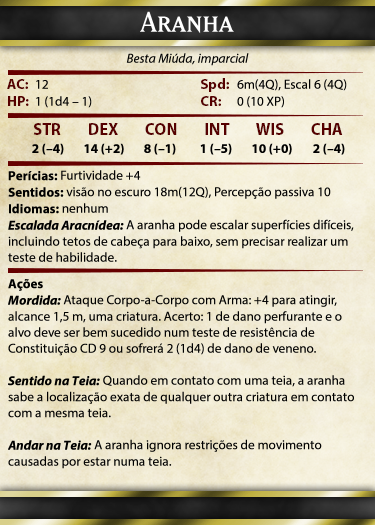 ARANHA
Besta Miúda, imparcial
AC: 12 Spd: 6m(4Q), Escal 6 (4Q)
HP: 1 (1d4 – 1) CR: 0 (10 XP)
STR DEX CON INT WIS CHA
2 (–4) 14 (+2) 8 (–1) 1 (–5) 10 (+0) 2 (–4)
Perícias: Furtividade +4
Sentidos: visão no escuro 18m(12Q), Percepção passiva 10
Idiomas: nenhum
Escalada Aracnídea: A aranha pode escalar superfícies difíceis,
incluindo tetos de cabeça para baixo, sem precisar realizar um
teste de habilidade.
Ações
Mordida: Ataque Corpo-a-Corpo com Arma: +4 para atingir,
alcance 1,5 m, uma criatura. Acerto: 1 de dano perfurante e o
alvo deve ser bem sucedido num teste de resistência de
Constituição CD 9 ou sofrerá 2 (1d4) de dano de veneno.
Sentido na Teia: Quando em contato com uma teia, a aranha
sabe a localização exata de qualquer outra criatura em contato
com a mesma teia.
Andar na Teia: A aranha ignora restrições de movimento
causadas por estar numa teia.